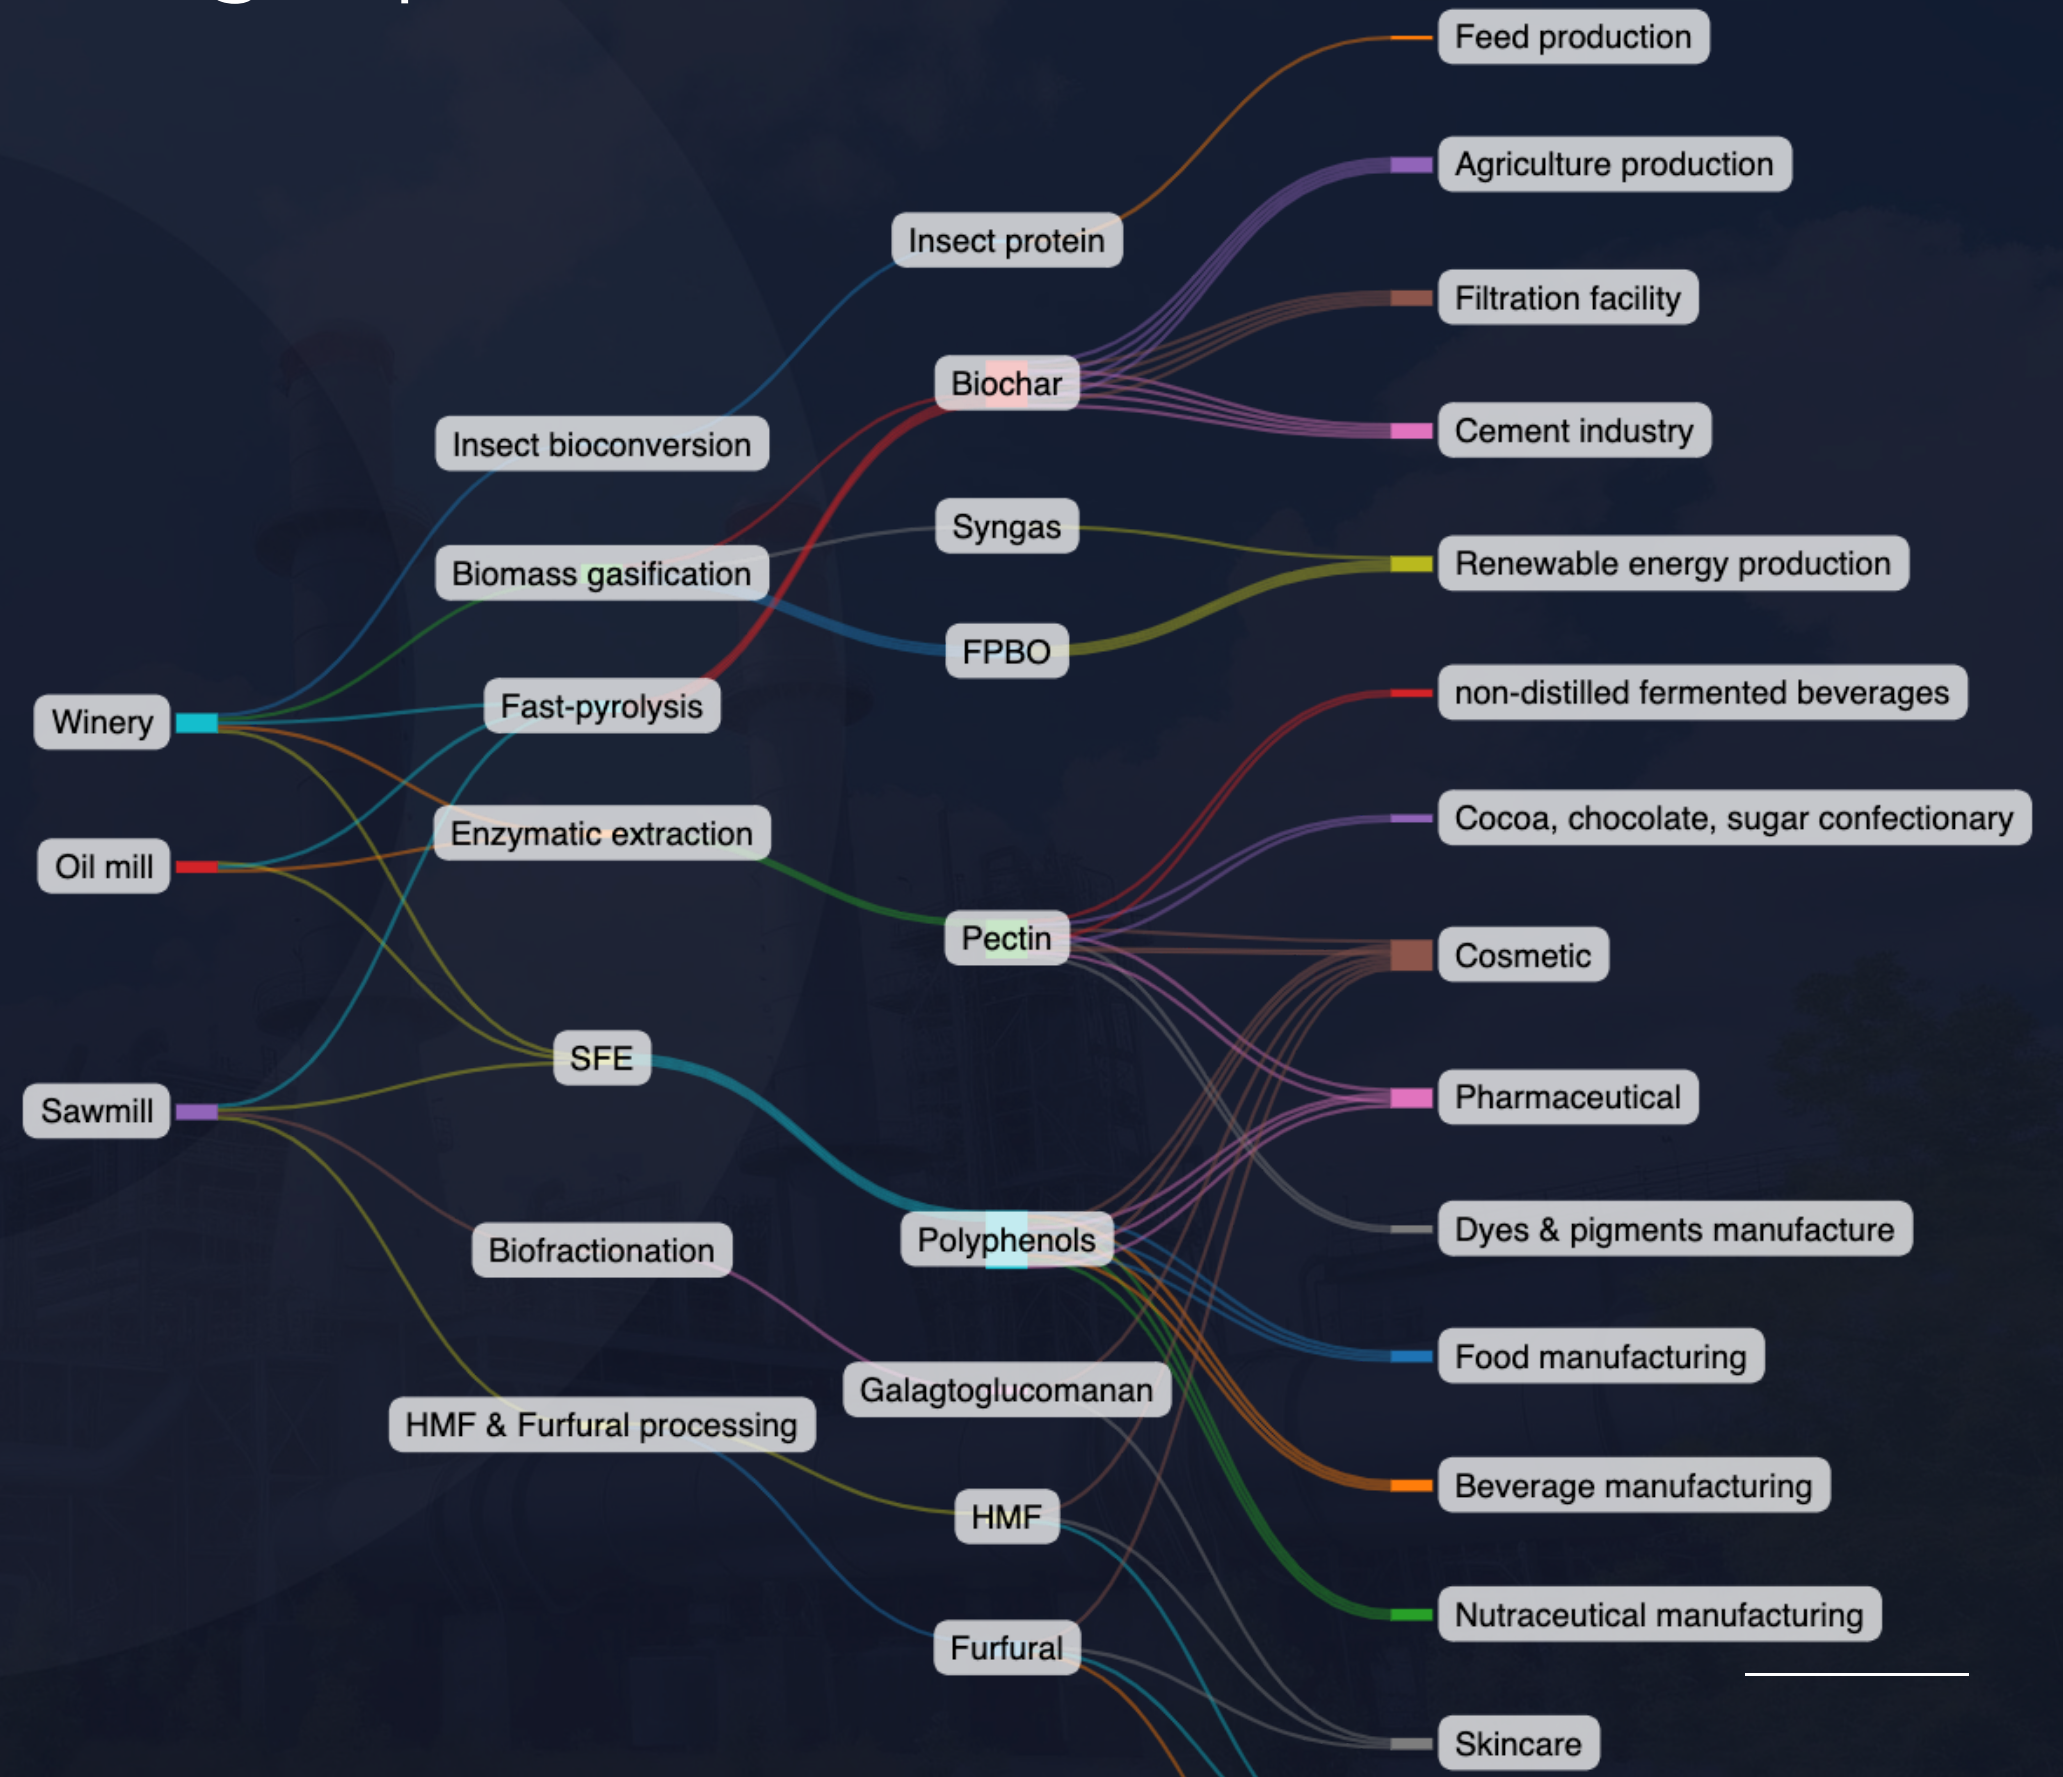 Feed production
Agriculture production
Insect protein
Filtration facility
Biochar
Cement industry
Insect bioconversion
Syngas
Renewable energy production
Biomass gasification
FPBO
non-distilled fermented beverages
Fast-pyrolysis
Winery
Cocoa, chocolate, sugar confectionary
Enzymatic extraction
Oil mill
Pectin
Cosmetic
SFE
Pharmaceutical
Sawmill
Dyes & pigments manufacture
Polyphenols
Biofractionation
Food manufacturing
Galagtoglucomanan
HMF & Furfural processing
Beverage manufacturing
HMF
Nutraceutical manufacturing
Furfural
Skincare